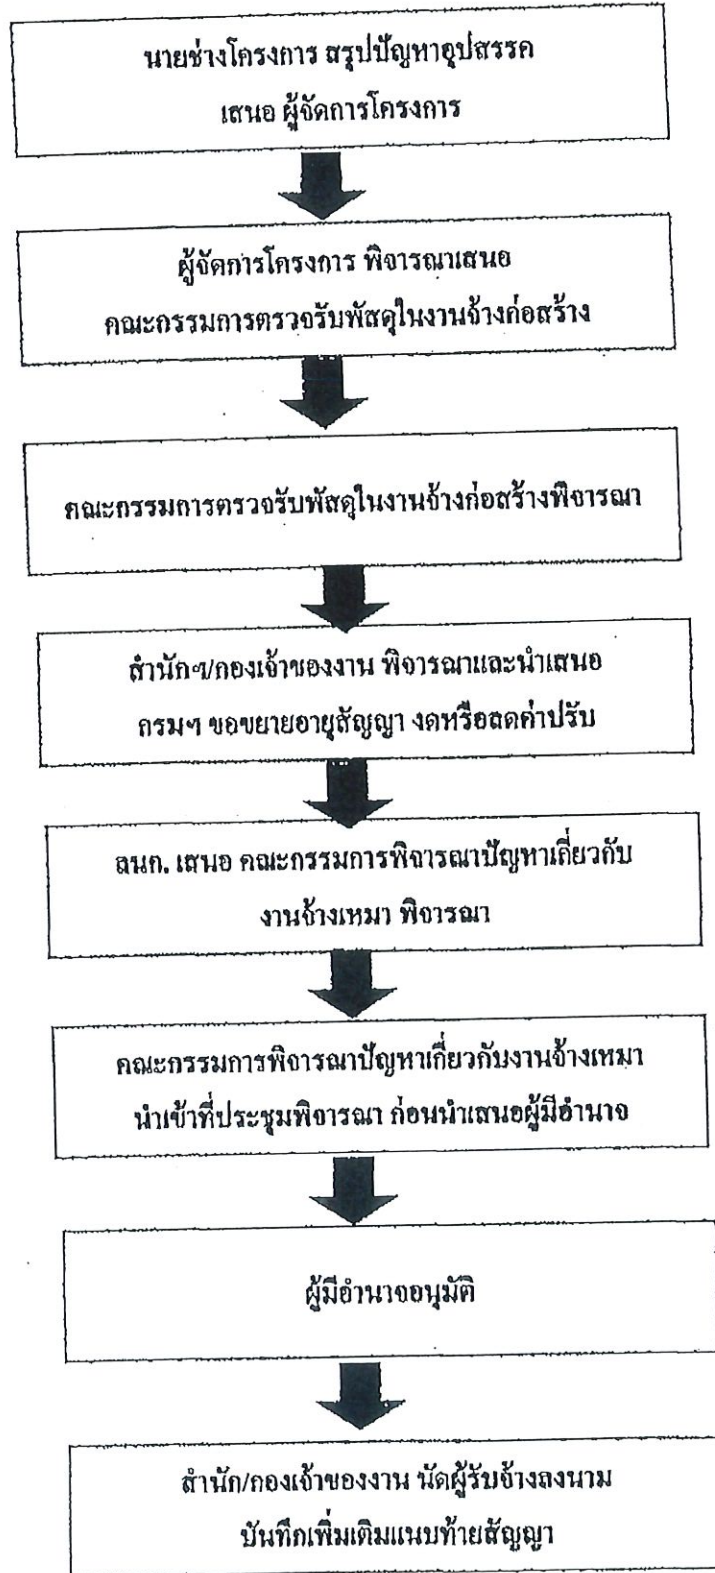 นายช่างโครงการ สรุปปัญหาอุปสรรค
เสนอ ผู้จัดการโครงการ
ผู้จัดการโครงการ พิจารณาเสนอ
คณะกรรมการตรวจรับพัสดุในงานจ้างก่อสร้าง
คณะกรรมการตรวจรับพัสดุในงานจ้างก่อสร้างพิจารณา
สำนักฯ/กองเจ้าของงาน พิจารณาและนำเสนอ
กรมฯ ขอขยายอายุสัญญา งดหรือลดค่าปรับ
ลนก. เสนอ คณะกรรมการพิจารณาปัญหาเกี่ยวกับ
งานจ้างเหมา พิจารณา
คณะกรรมการพิจารณาปัญหาเกี่ยวกับงานจ้างเหมา
นำเข้าที่ประชุมพิจารณา ก่อนนำเสนอผู้มีอำนาจ
ผู้มีอำนาจอนุมัติ
สำนัก/กองเจ้าของงาน นัดผู้รับจ้างลงนาม
บันทึกเพิ่มเติมแนบท้ายสัญญา